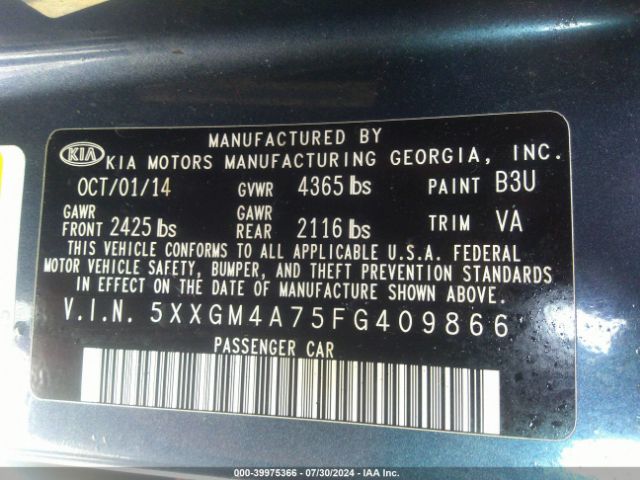 MANUFACTURED BY
KIA KIA MOTORS MANUFACTURING GEORGIA, INC.
OCT/01/14 GVWR 4365 lbs PAINT B3U
GAWR FRONT 2425 lbs GAWR REAR 2116 lbs TRIM VA
THIS VEHICLE CONFORMS TO ALL APPLICABLE U.S.A. FEDERAL
MOTOR VEHICLE SAFETY, BUMPER, AND THEFT PREVENTION STANDARDS
IN EFFECT ON THE DATE OF MANUFACTURE SHOWN ABOVE.
V.I.N. 5XXGM4A75FG409866
PASSENGER CAR
000-39975366 - 07/30/2024 - IAA Inc.